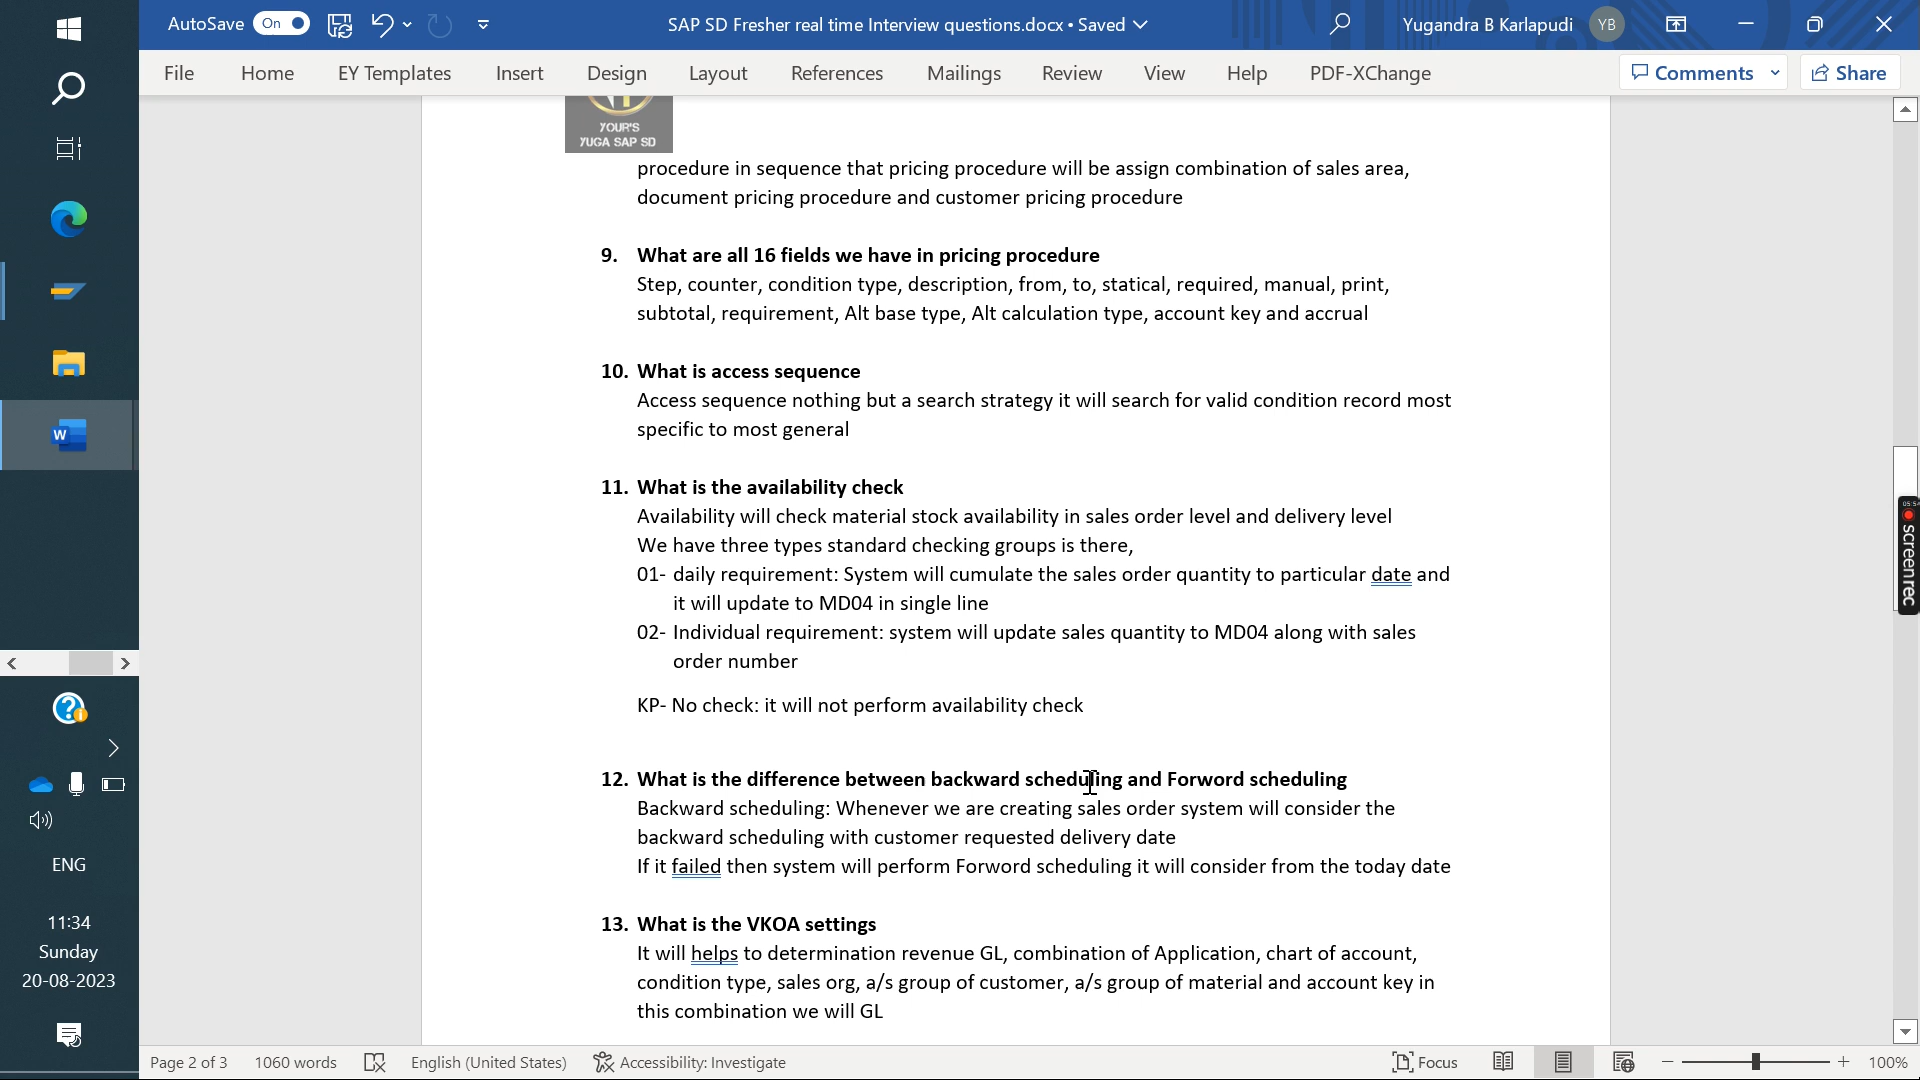 AutoSave On SAP SD Fresher real time Interview questions.docx • Saved Yugandra B Karlapudi YB
File Home EY Templates Insert Design Layout References Mailings Review View Help PDF-XChange Comments Share
YOUR'S
YUGA SAP SD
procedure in sequence that pricing procedure will be assign combination of sales area,
document pricing procedure and customer pricing procedure
9. What are all 16 fields we have in pricing procedure
Step, counter, condition type, description, from, to, statical, required, manual, print,
subtotal, requirement, Alt base type, Alt calculation type, account key and accrual
10. What is access sequence
Access sequence nothing but a search strategy it will search for valid condition record most
specific to most general
11. What is the availability check
Availability will check material stock availability in sales order level and delivery level
We have three types standard checking groups is there,
01- daily requirement: System will cumulate the sales order quantity to particular date and
it will update to MD04 in single line
02- Individual requirement: system will update sales quantity to MD04 along with sales
order number
KP- No check: it will not perform availability check
12. What is the difference between backward scheduling and Forword scheduling
Backward scheduling: Whenever we are creating sales order system will consider the
backward scheduling with customer requested delivery date
If it failed then system will perform Forword scheduling it will consider from the today date
13. What is the VKOA settings
It will helps to determination revenue GL, combination of Application, chart of account,
condition type, sales org, a/s group of customer, a/s group of material and account key in
this combination we will GL
W
ENG
11:34
Sunday
20-08-2023
screenrec
Page 2 of 3 1060 words English (United States) Accessibility: Investigate Focus 100%